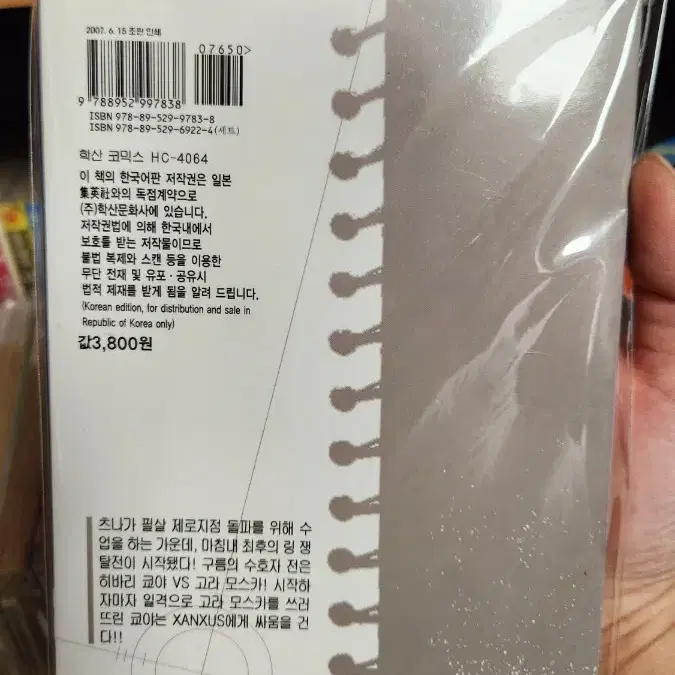 2007. 6. 15 초판 인쇄
07650>
9 788952 997838
ISBN 978-89-529-9783-8
ISBN 978-89-529-6922-4(세트)
학산 코믹스 HC-4064
이 책의 한국어판 저작권은 일본
集英社와의 독점계약으로
(주)학산문화사에 있습니다.
저작권법에 의해 한국내에서
보호를 받는 저작물이므로
불법 복제와 스캔 등을 이용한
무단 전재 및 유포·공유시
법적 제재를 받게 됨을 알려 드립니다.
(Korean edition, for distribution and sale in
Republic of Korea only)
값3,800원
츠나가 필살 제로지점 돌파를 위해 수
업을 하는 가운데, 마침내 최후의 링 쟁
탈전이 시작됐다! 구름의 수호자 전은
히바리 쿄야 VS 고라 모스카! 시작하
자마자 일격으로 고라 모스카를 쓰러
뜨린 쿄야는 XANXUS에게 싸움을 건
다!!